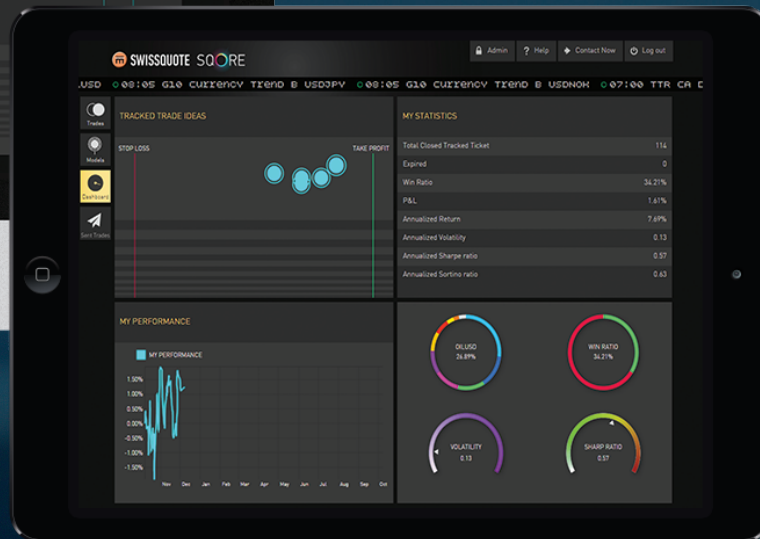 SWISSQUOTE SQORE
Admin
? Help
Contact Now
Log out
.USD 08:05 G10 Currency Trend B USDJPY 08:05 G10 Currency Trend B USDNOK 07:00 TTR CA D
Trades
Models
Dashboard
Sent Trades
TRACKED TRADE IDEAS
STOP LOSS
TAKE PROFIT
MY STATISTICS
Total Closed Tracked Ticket 114
Expired 0
Win Ratio 34.21%
P&L 1.61%
Annualized Return 7.69%
Annualized Volatility 0.13
Annualized Sharpe ratio 0.57
Annualized Sortino ratio 0.63
MY PERFORMANCE
MY PERFORMANCE
1.50%
1.00%
0.50%
0.00%
-0.50%
-1.00%
-1.50%
Nov Dec Jan Feb Mar Apr May Jun Jul Aug Sep Oct
OILUSD
26.89%
WIN RATIO
34.21%
VOLATILITY
0.13
SHARP RATIO
0.57